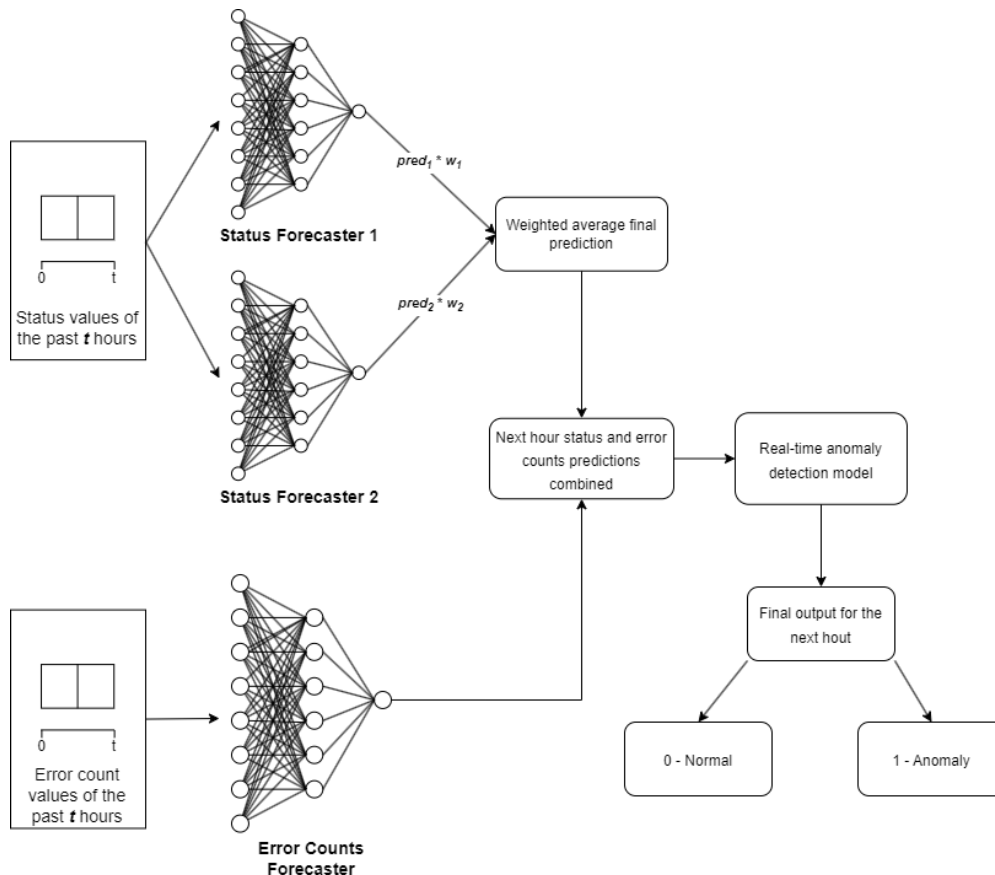 0
t
Status values of
the past t hours
Status Forecaster 1
pred1 * w1
Status Forecaster 2
pred2 * w2
Weighted average final
prediction
Next hour status and error
counts predictions
combined
Real-time anomaly
detection model
Final output for the
next hout
0 - Normal
1 - Anomaly
0
t
Error count
values of the
past t hours
Error Counts
Forecaster